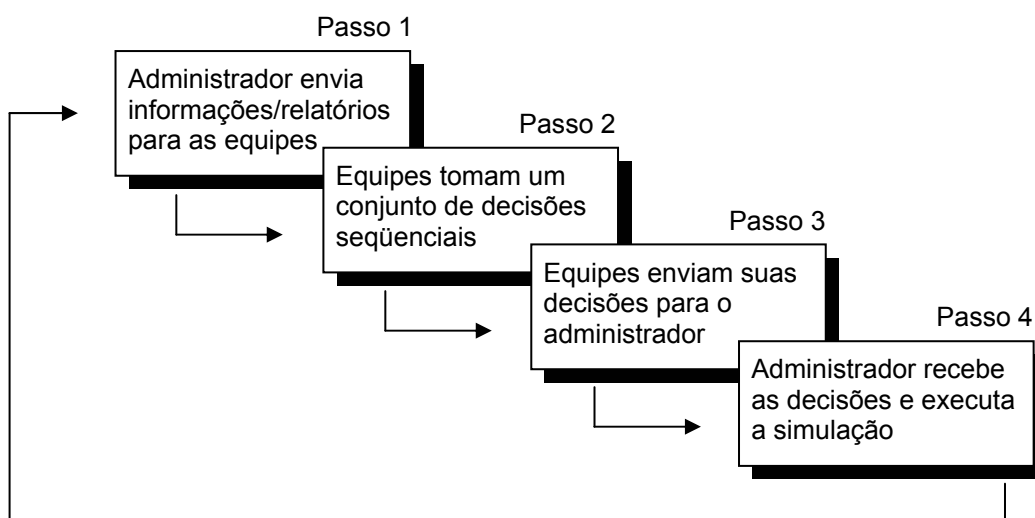 Passo 1
Administrador envia
informações/relatórios
para as equipes
Passo 2
Equipes tomam um
conjunto de decisões
seqüenciais
Passo 3
Equipes enviam suas
decisões para o
administrador
Passo 4
Administrador recebe
as decisões e executa
a simulação